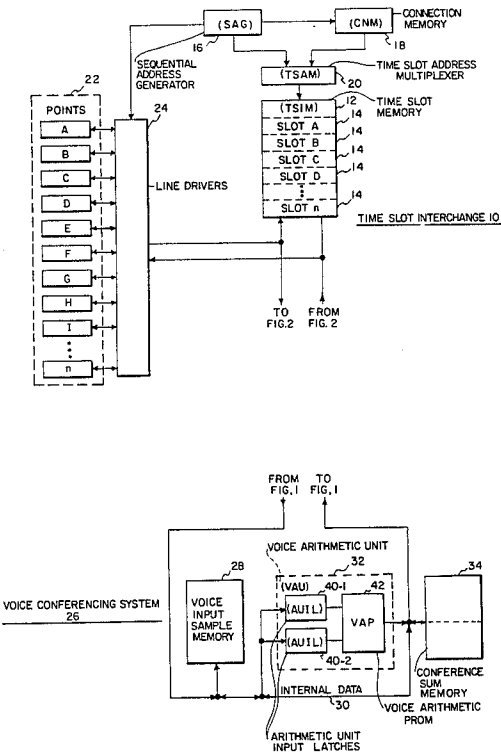 (SAG)
(CNM)
CONNECTION
MEMORY
16
18
SEQUENTIAL
ADDRESS
GENERATOR
(TSAM)
20
TIME SLOT ADDRESS
MULTIPLEXER
22
24
POINTS
A
B
C
D
E
F
G
H
I
n
LINE DRIVERS
(TSIM)
12
TIME SLOT
MEMORY
SLOT A
14
SLOT B
14
SLOT C
14
SLOT D
14
SLOT n
14
TIME SLOT INTERCHANGE 10
TO
FIG.2
FROM
FIG. 2
FROM
FIG. 1
TO
FIG. 1
VOICE ARITHMETIC UNIT
32
34
28
(VAU)
40-1
42
VOICE CONFERENCING SYSTEM
26
VOICE
INPUT
SAMPLE
MEMORY
(AUIL)
VAP
(AUIL)
40-2
INTERNAL DATA
30
CONFERENCE
SUM
MEMORY
VOICE ARITHMETIC
PROM
ARITHMETIC UNIT
INPUT LATCHES